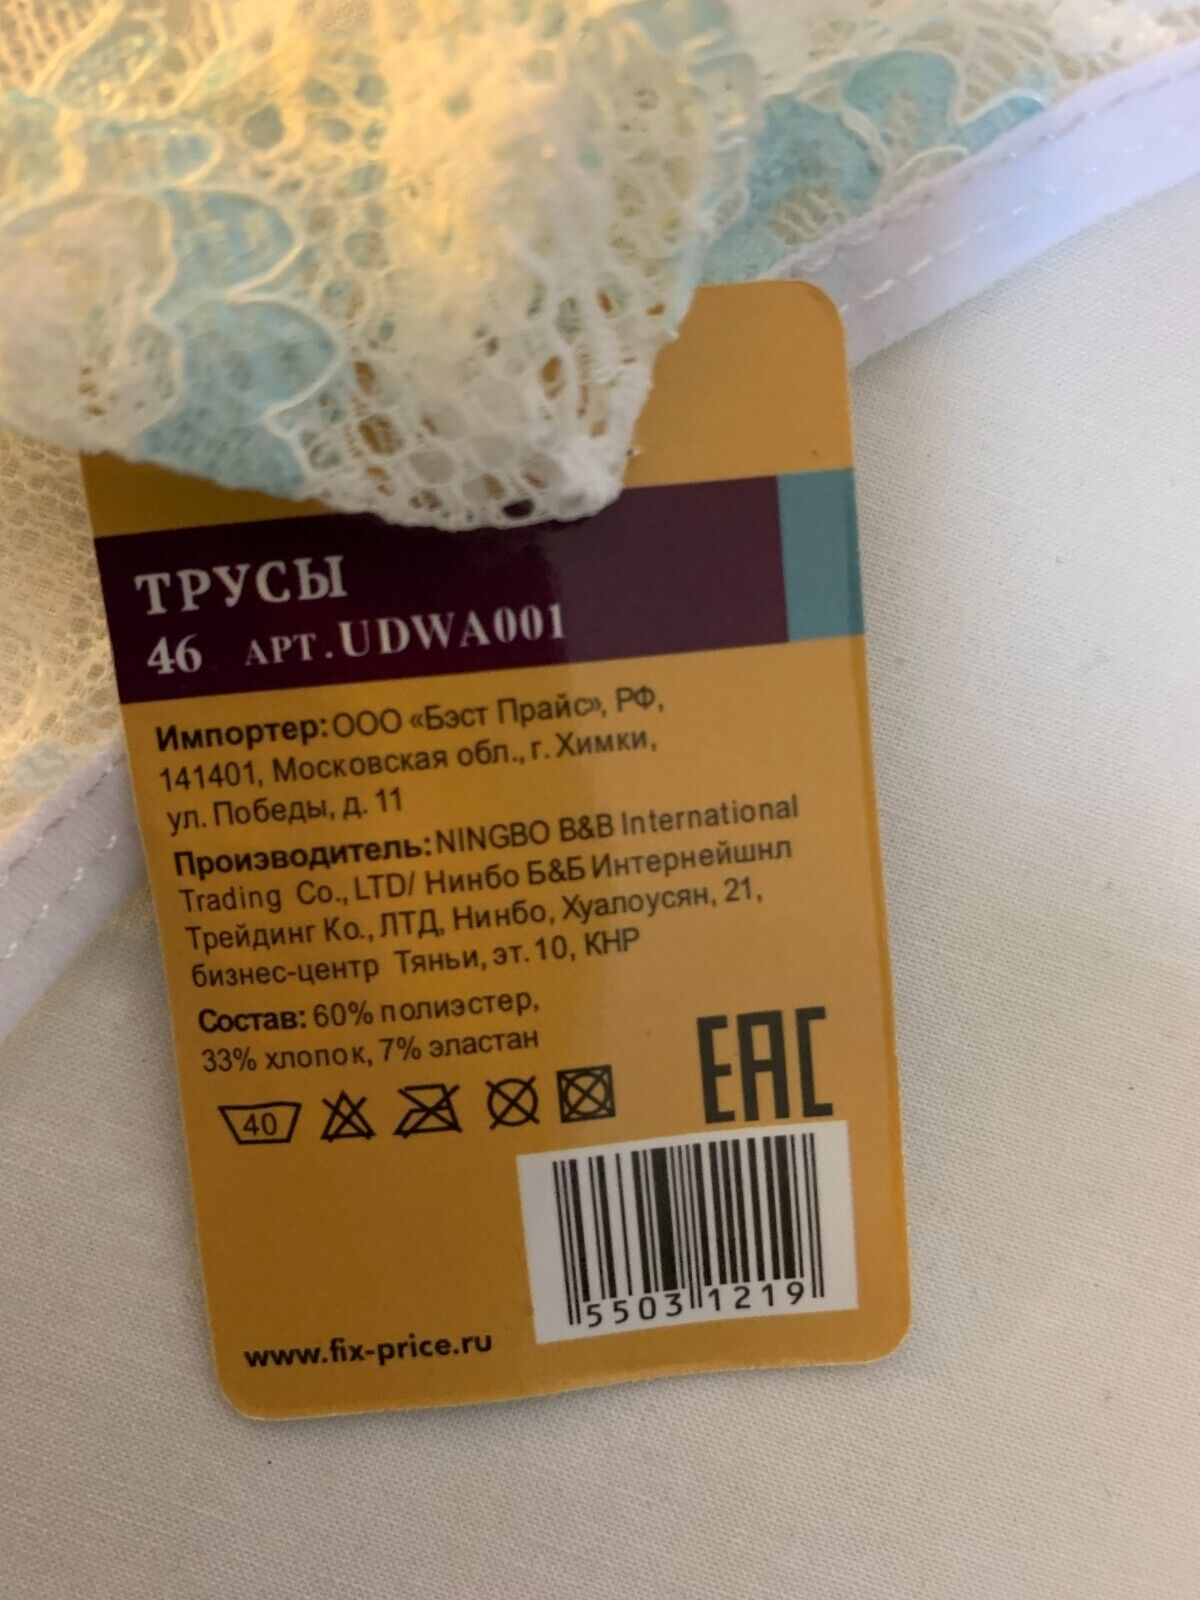 ТРУСЫ
46 АРТ. UDWA001
Импортер: ООО «Бэст Прайс», РФ,
141401, Московская обл., г. Химки,
ул. Победы, д. 11
Производитель: NINGBO B&B International
Trading Co., LTD/ Нинбо Б&Б Интернейшнл
Трейдинг Ко., ЛТД, Нинбо, Хуалоусян, 21,
бизнес-центр Тяньи, эт. 10, КНР
Состав: 60% полиэстер,
33% хлопок, 7% эластан
40
EAC
5503 1219
www.fix-price.ru